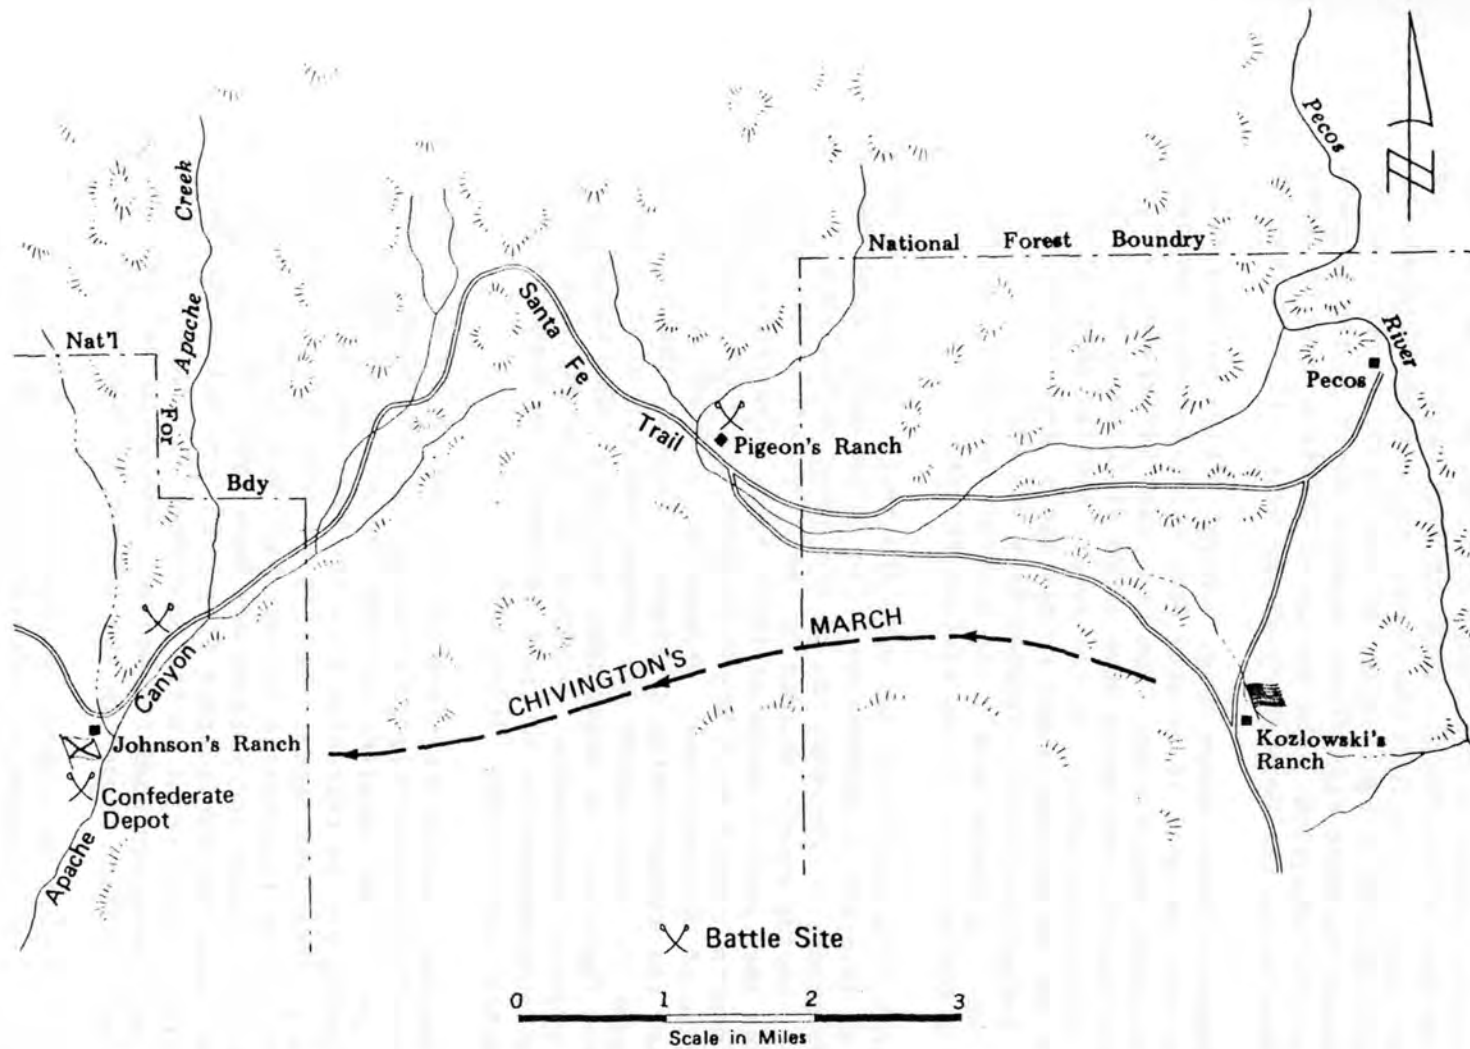 Pecos
River
Creek
Apache
National Forest Boundry
Nat'l
For
Bdy
Santa Fe Trail
Pecos
Pigeon's Ranch
MARCH
CHIVINGTON'S
Canyon
Apache
Johnson's Ranch
Confederate
Depot
Kozlowski's
Ranch
N
Battle Site
0 1 2 3
Scale in Miles